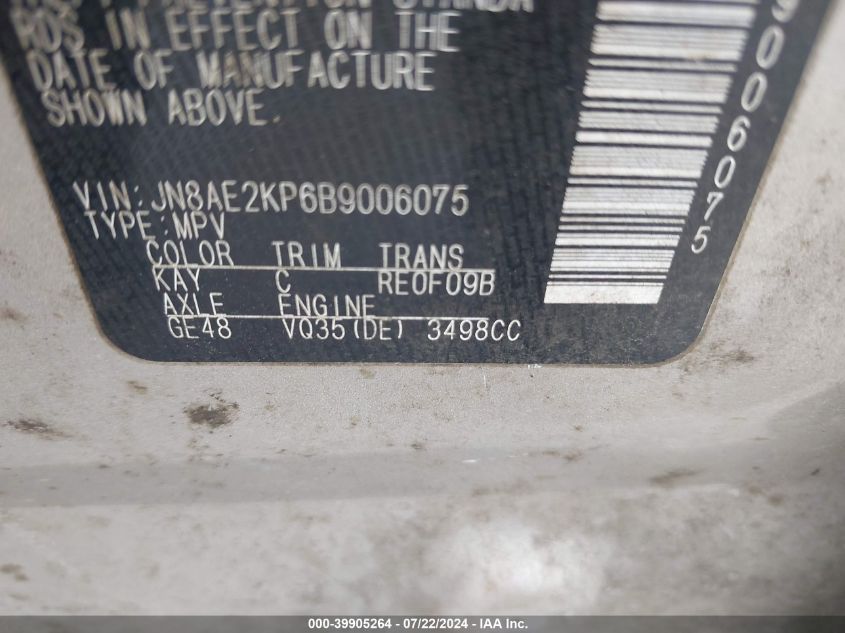 RDS IN EFFECT ON THE
DATE OF MANUFACTURE
SHOWN ABOVE.
VIN:JN8AE2KP6B9006075
TYPE:MPV
COLOR TRIM TRANS
KAY C RE0F09B
AXLE ENGINE
GE48 VQ35(DE) 3498CC
9006075
000-39905264 - 07/22/2024 - IAA Inc.